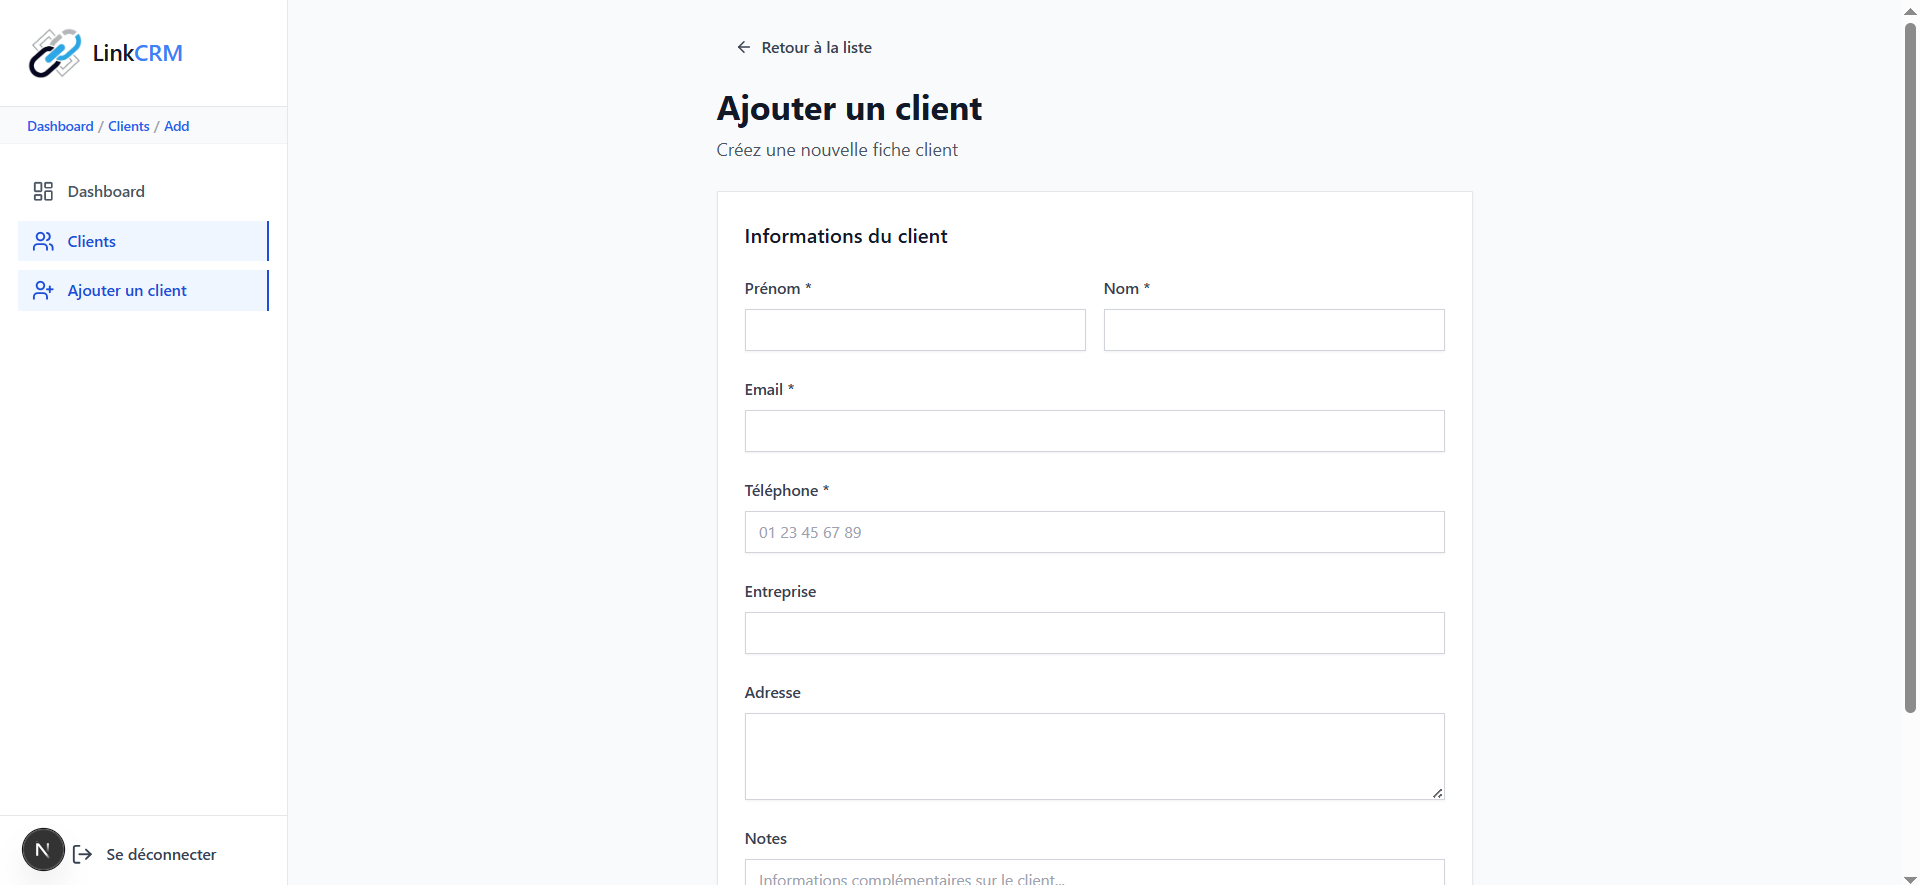 LinkCRM
Dashboard / Clients / Add
Dashboard
Clients
Ajouter un client
N
Se déconnecter
Retour à la liste
Ajouter un client
Créez une nouvelle fiche client
Informations du client
Prénom * Nom *
Email *
Téléphone *
01 23 45 67 89
Entreprise
Adresse
Notes
Informations complémentaires sur le client...